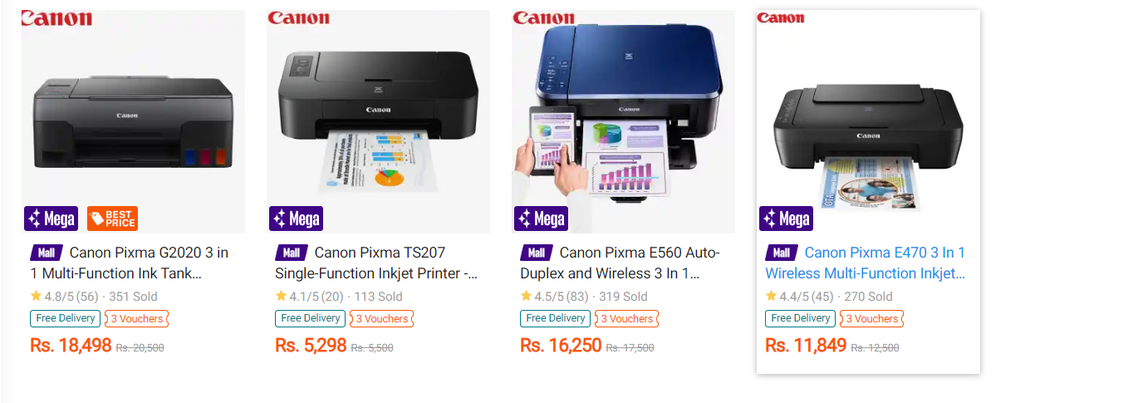 Canon
Canon
Mega
BEST PRICE
Mall Canon Pixma G2020 3 in
1 Multi-Function Ink Tank...
4.8/5 (56) · 351 Sold
Free Delivery
3 Vouchers
Rs. 18,498 Rs. 20,500
Canon
Canon
Mega
Mall Canon Pixma TS207
Single-Function Inkjet Printer -...
4.1/5 (20) · 113 Sold
Free Delivery
3 Vouchers
Rs. 5,298 Rs. 5,500
Canon
Canon
Mega
Mall Canon Pixma E560 Auto-
Duplex and Wireless 3 In 1...
4.5/5 (83) · 319 Sold
Free Delivery
3 Vouchers
Rs. 16,250 Rs. 17,500
Canon
Canon
Mega
Mall Canon Pixma E470 3 In 1
Wireless Multi-Function Inkjet...
4.4/5 (45) · 270 Sold
Free Delivery
3 Vouchers
Rs. 11,849 Rs. 12,500